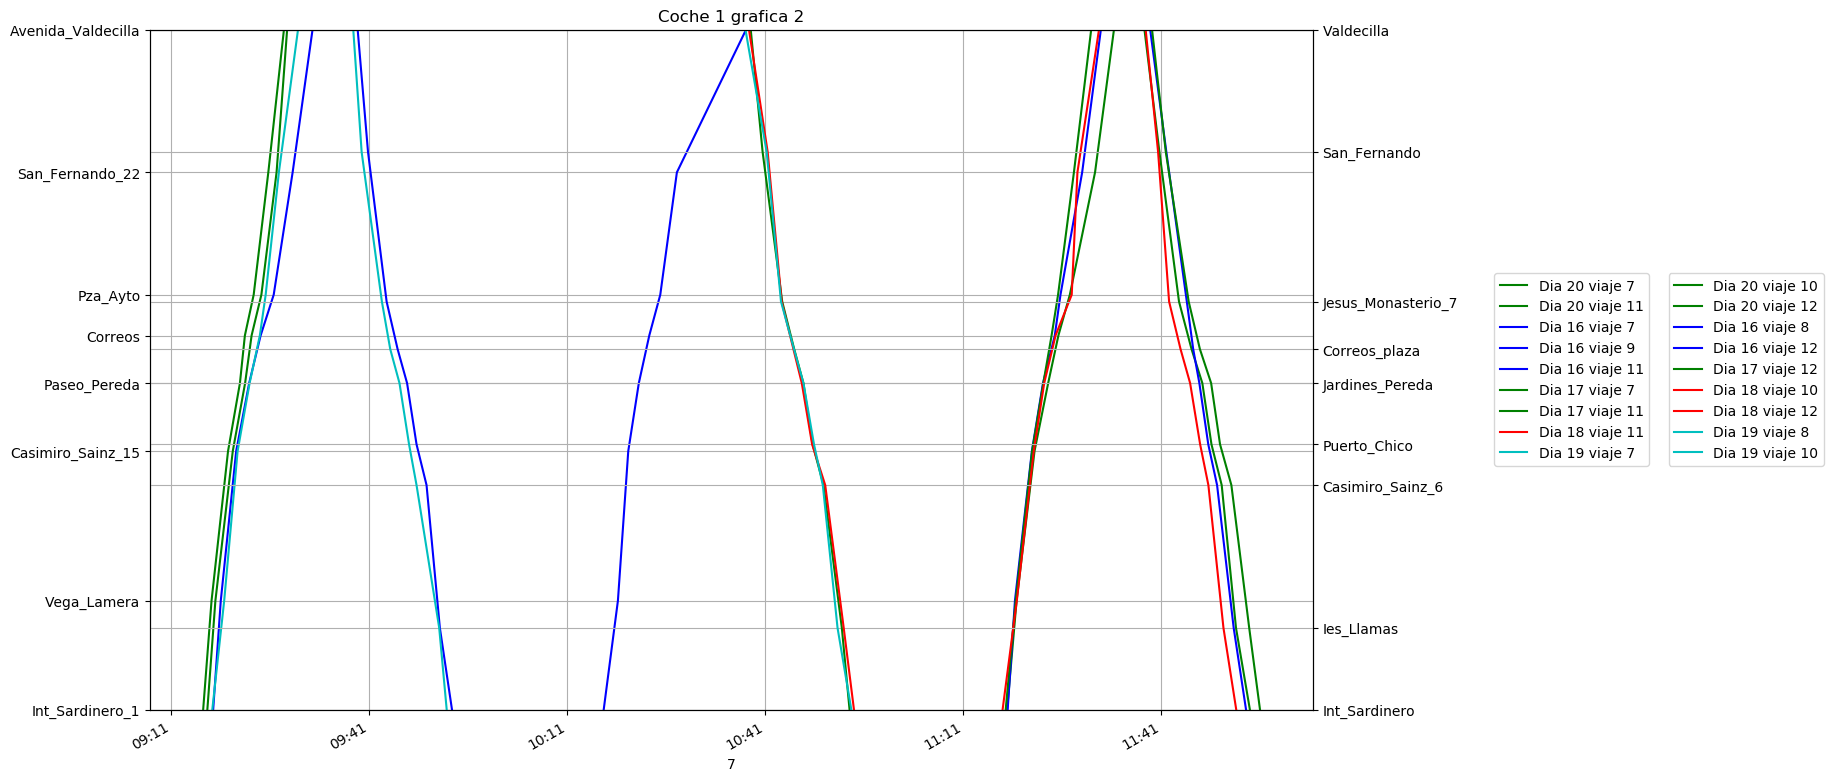 Coche 1 grafica 2
Avenida_Valdecilla
San_Fernando_22
Pza_Ayto
Correos
Paseo_Pereda
Casimiro_Sainz_15
Vega_Lamera
Int_Sardinero_1
Valdecilla
San_Fernando
Jesus_Monasterio_7
Correos_plaza
Jardines_Pereda
Puerto_Chico
Casimiro_Sainz_6
Ies_Llamas
Int_Sardinero
09:11
09:41
10:11
10:41
11:11
11:41
7
Dia 20 viaje 7
Dia 20 viaje 11
Dia 16 viaje 7
Dia 16 viaje 9
Dia 16 viaje 11
Dia 17 viaje 7
Dia 17 viaje 11
Dia 18 viaje 11
Dia 19 viaje 7
Dia 20 viaje 10
Dia 20 viaje 12
Dia 16 viaje 8
Dia 16 viaje 12
Dia 17 viaje 12
Dia 18 viaje 10
Dia 18 viaje 12
Dia 19 viaje 8
Dia 19 viaje 10